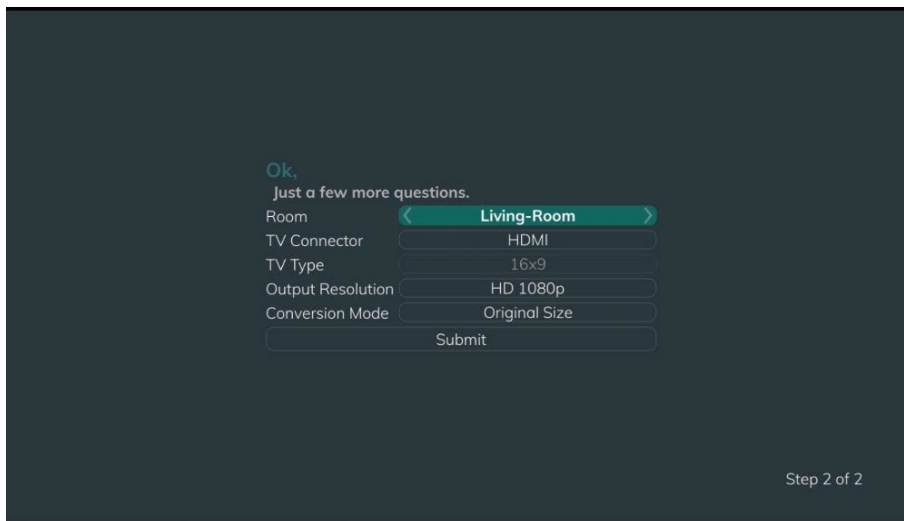 Ok,
Just a few more questions.
Room Living-Room
TV Connector HDMI
TV Type 16x9
Output Resolution HD 1080p
Conversion Mode Original Size
Submit
Step 2 of 2